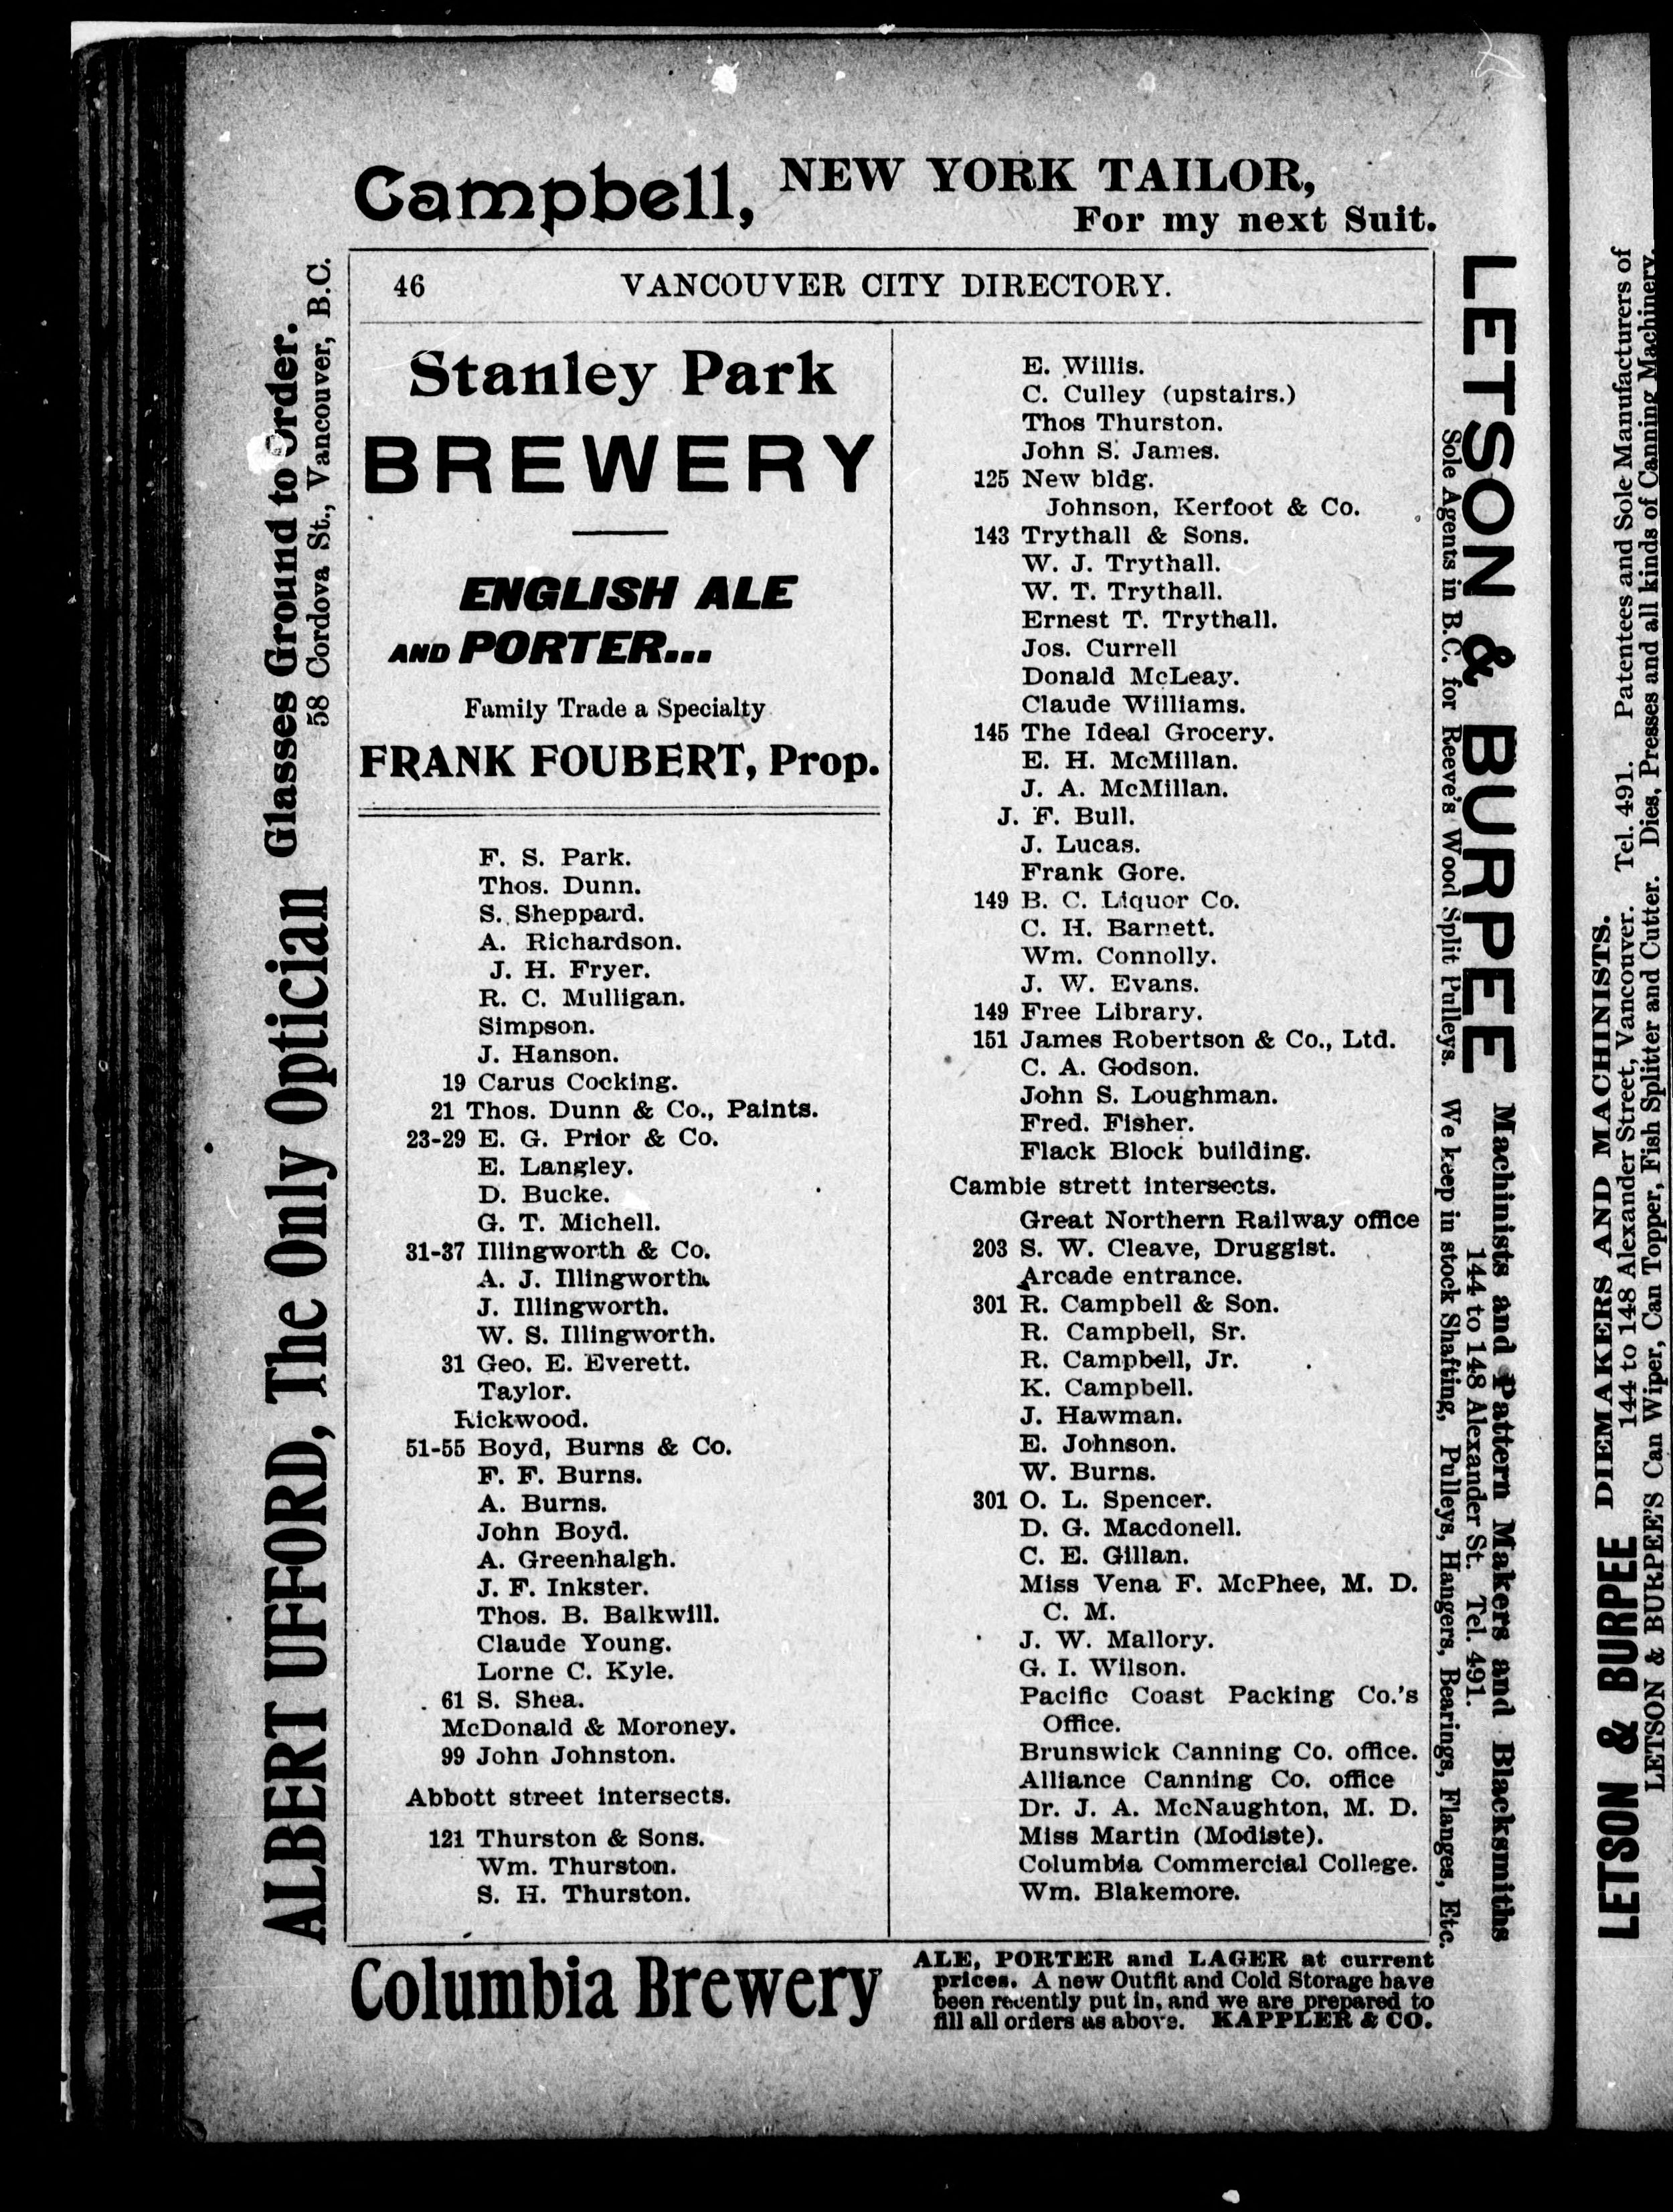 Campbell, NEW YORK TAILOR,
For my next Suit.
46 VANCOUVER CITY DIRECTORY.
Stanley Park
BREWERY
ENGLISH ALE
AND PORTER...
Family Trade a Specialty
FRANK FOUBERT, Prop.
F. S. Park.
Thos. Dunn.
S. Sheppard.
A. Richardson.
J. H. Fryer.
R. C. Mulligan.
Simpson.
J. Hanson.
19 Carus Cocking.
21 Thos. Dunn & Co., Paints.
23-29 E. G. Prior & Co.
E. Langley.
D. Bucke.
G. T. Michell.
31-37 Illingworth & Co.
A. J. Illingworth.
J. Illingworth.
W. S. Illingworth.
31 Geo. E. Everett.
Taylor.
Rickwood.
51-55 Boyd, Burns & Co.
F. F. Burns.
A. Burns.
John Boyd.
A. Greenhalgh.
J. F. Inkster.
Thos. B. Balkwill.
Claude Young.
Lorne C. Kyle.
61 S. Shea.
McDonald & Moroney.
99 John Johnston.
Abbott street intersects.
121 Thurston & Sons.
Wm. Thurston.
S. H. Thurston.
E. Willis.
C. Culley (upstairs.)
Thos Thurston.
John S. James.
125 New bldg.
Johnson, Kerfoot & Co.
143 Trythall & Sons.
W. J. Trythall.
W. T. Trythall.
Ernest T. Trythall.
Jos. Currell
Donald McLeay.
Claude Williams.
145 The Ideal Grocery.
E. H. McMillan.
J. A. McMillan.
J. F. Bull.
J. Lucas.
Frank Gore.
149 B. C. Liquor Co.
C. H. Barnett.
Wm. Connolly.
J. W. Evans.
149 Free Library.
151 James Robertson & Co., Ltd.
C. A. Godson.
John S. Loughman.
Fred. Fisher.
Flack Block building.
Cambie strett intersects.
Great Northern Railway office
203 S. W. Cleave, Druggist.
Arcade entrance.
301 R. Campbell & Son.
R. Campbell, Sr.
R. Campbell, Jr.
K. Campbell.
J. Hawman.
E. Johnson.
W. Burns.
301 O. L. Spencer.
D. G. Macdonell.
C. E. Gillan.
Miss Vena F. McPhee, M. D.
C. M.
J. W. Mallory.
G. I. Wilson.
Pacific Coast Packing Co.'s
Office.
Brunswick Canning Co. office.
Alliance Canning Co. office
Dr. J. A. McNaughton, M. D.
Miss Martin (Modiste).
Columbia Commercial College.
Wm. Blakemore.
Columbia Brewery
ALE, PORTER and LAGER at current
prices. A new Outfit and Cold Storage have
been recently put in, and we are prepared to
fill all orders as above. KAPPLER & CO.
ALBERT UFFORD, The Only Optician
Glasses Ground to Order.
58 Cordova St., Vancouver, B.C.
LETSON & BURPEE
Machinists and Pattern Makers and Blacksmiths
144 to 148 Alexander St. Tel. 491.
Sole Agents in B.C. for Reeve's Wood Split Pulleys. We keep in stock Shafting, Pulleys, Hangers, Bearings, Flanges, Etc.
LETSON & BURPEE DIEMAKERS AND MACHINISTS.
144 to 148 Alexander Street, Vancouver. Tel. 491. Patentees and Sole Manufacturers of
LETSON & BURPEE'S Can Wiper, Can Topper, Fish Splitter and Cutter. Dies, Presses and all kinds of Canning Machinery.